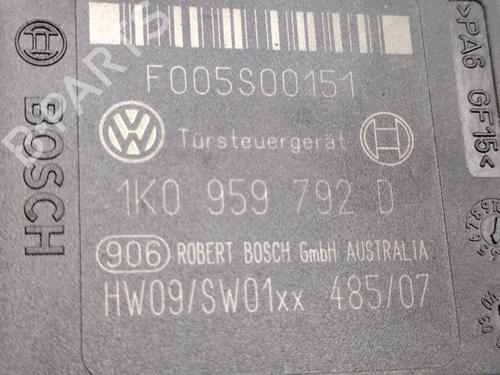 F005S00151
Türsteuergerät
1K0 959 792 D
906 ROBERT BOSCH GmbH AUSTRALIA
HW09/SW01xx 485/07
BOSCH
>PA6 GF15<
B-PARTS